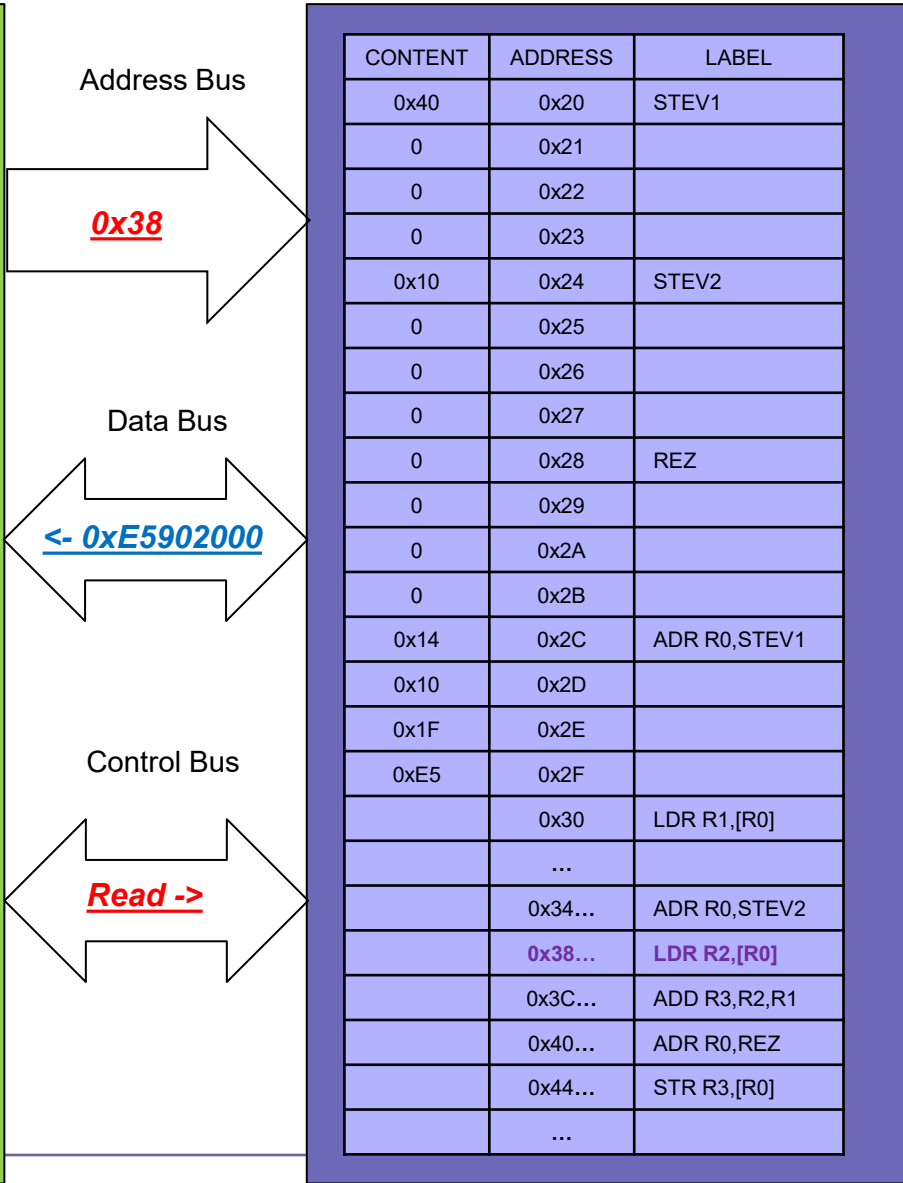 Address Bus
0x38
Data Bus
<- 0xE5902000
Control Bus
Read ->
CONTENT ADDRESS LABEL
0x40 0x20 STEV1
0 0x21
0 0x22
0 0x23
0x10 0x24 STEV2
0 0x25
0 0x26
0 0x27
0 0x28 REZ
0 0x29
0 0x2A
0 0x2B
0x14 0x2C ADR R0,STEV1
0x10 0x2D
0x1F 0x2E
0xE5 0x2F
0x30 LDR R1,[R0]
...
0x34... ADR R0,STEV2
0x38... LDR R2,[R0]
0x3C... ADD R3,R2,R1
0x40... ADR R0,REZ
0x44... STR R3,[R0]
...